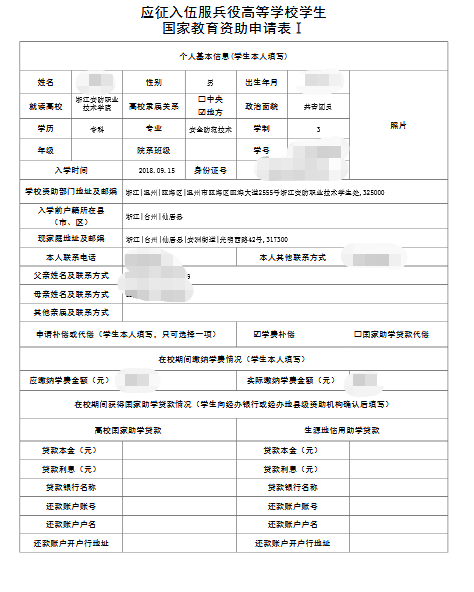 应征入伍服兵役高等学校学生
国家教育资助申请表 I
个人基本信息(学生本人填写)
姓名 性别 男 出生年月
就读高校 浙江安防职业技术学院 高校隶属关系 ☐中央 ☑地方 政治面貌 共青团员
照片
学历 专科 专业 安全防范技术 学制 3
年级 院系班级 学号
入学时间 2018.09.15 身份证号
学校资助部门地址及邮编 浙江|温州|瓯海区|温州市瓯海区瓯海大道2555号浙江安防职业技术学生处,325000
入学前户籍所在县（市、区） 浙江|台州|仙居县
现家庭地址及邮编 浙江|台州|仙居县|安洲街道|光明西路42号,317300
本人联系电话 本人其他联系方式
父亲姓名及联系方式 9
母亲姓名及联系方式
其他亲属及联系方式
申请补偿或代偿（学生本人填写，只可选择一项） ☑学费补偿 ☐国家助学贷款代偿
在校期间缴纳学费情况（学生本人填写）
应缴纳学费金额（元） 实际缴纳学费金额（元）
在校期间获得国家助学贷款情况（学生向经办银行或经办地县级资助机构确认后填写）
高校国家助学贷款 生源地信用助学贷款
贷款本金（元） 贷款本金（元）
贷款利息（元） 贷款利息（元）
贷款银行名称 贷款银行名称
还款账户账号 还款账户账号
还款账户户名 还款账户户名
还款账户开户行地址 还款账户开户行地址